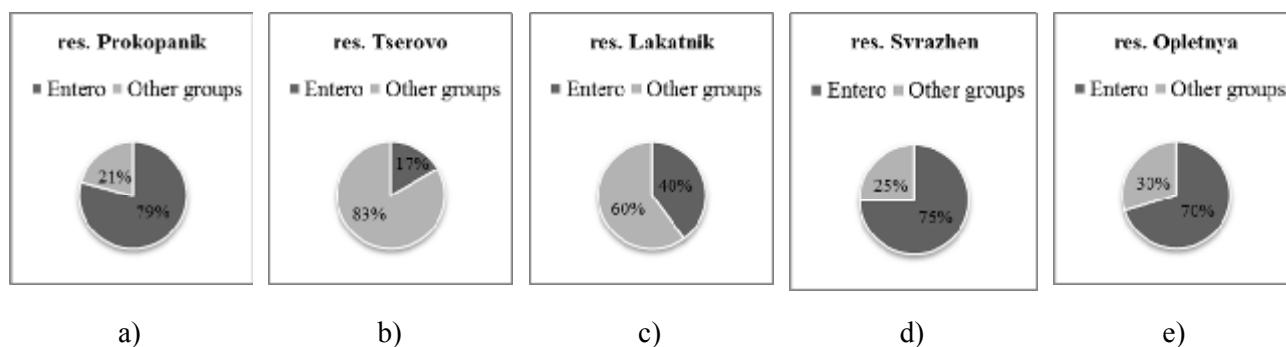 res. Prokopanik
Entero Other groups
21%
79%
a)
res. Tserovo
Entero Other groups
17%
83%
b)
res. Lakatnik
Entero Other groups
40%
60%
c)
res. Svrazhen
Entero Other groups
25%
75%
d)
res. Opletnya
Entero Other groups
30%
70%
e)